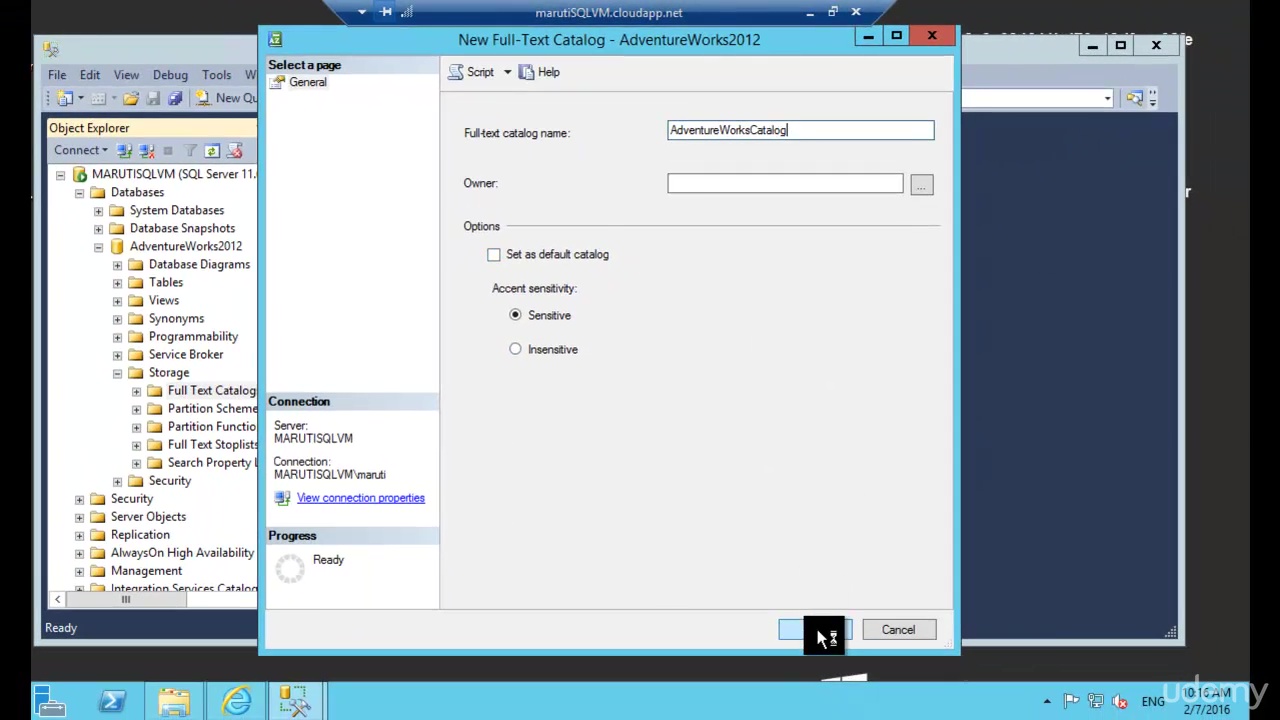 marutiSQLVM.cloudapp.net
New Full-Text Catalog - AdventureWorks2012
File Edit View Debug Tools
New Qu
Object Explorer
Connect
MARUTISQLVM (SQL Server 11.
Databases
System Databases
Database Snapshots
AdventureWorks2012
Database Diagrams
Tables
Views
Synonyms
Programmability
Service Broker
Storage
Full Text Catalog
Partition Scheme
Partition Functio
Full Text Stoplists
Search Property
Security
Security
Server Objects
Replication
AlwaysOn High Availability
Management
Integration Services Catalo
Ready
Select a page
General
Script Help
Full-text catalog name: AdventureWorksCatalog
Owner:
...
Options
Set as default catalog
Accent sensitivity:
Sensitive
Insensitive
Connection
Server:
MARUTISQLVM
Connection:
MARUTISQLVM\maruti
View connection properties
Progress
Ready
Cancel
ENG
10:16 AM
2/7/2016
udemy